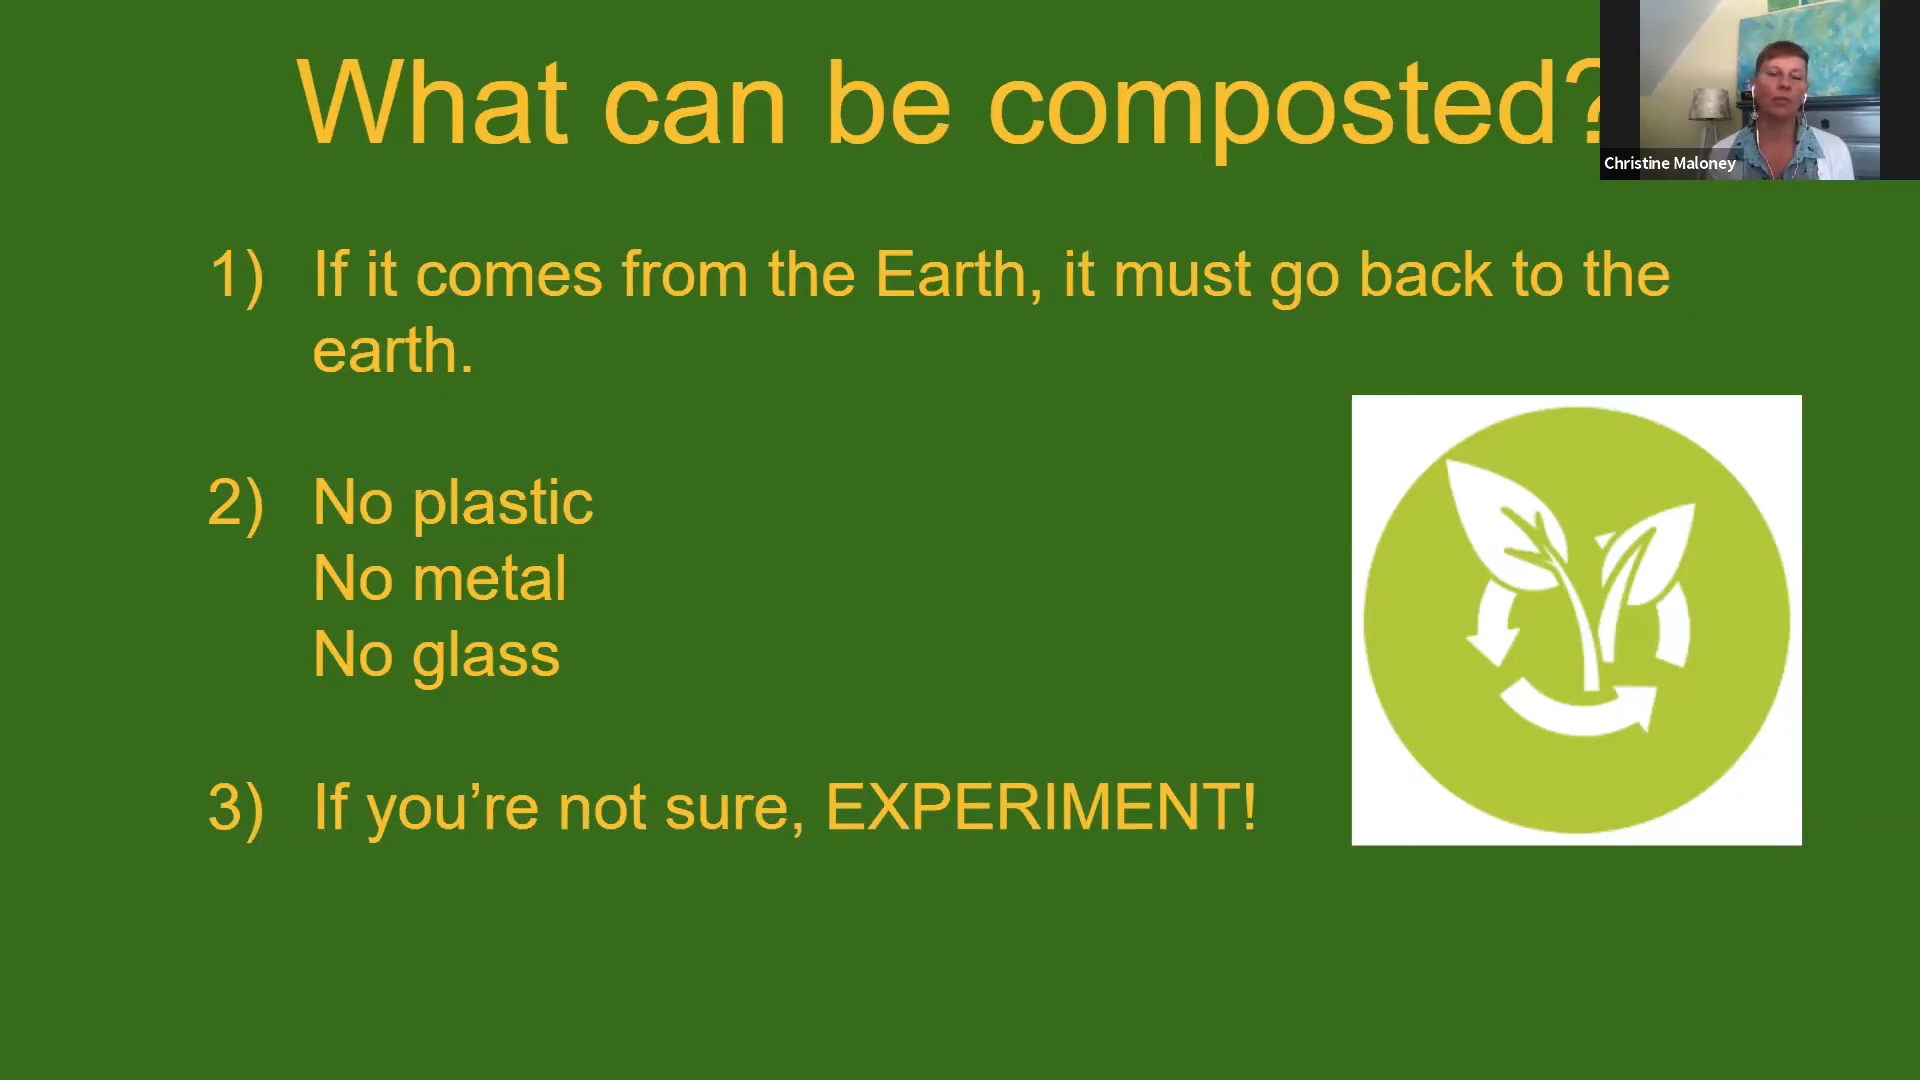 What can be composted?
Christine Maloney
1) If it comes from the Earth, it must go back to the
earth.
2) No plastic
No metal
No glass
3) If you’re not sure, EXPERIMENT!